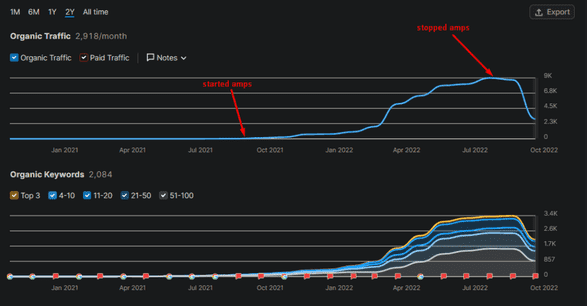 1M 6M 1Y 2Y All time
Export
stopped amps
Organic Traffic 2,918/month
Organic Traffic Paid Traffic Notes
started amps
9K
6.8K
4.5K
2.3K
0
Jan 2021 Apr 2021 Jul 2021 Oct 2021 Jan 2022 Apr 2022 Jul 2022 Oct 2022
Organic Keywords 2,084
Top 3 4-10 11-20 21-50 51-100
3.4K
2.6K
1.7K
857
0
Jan 2021 Apr 2021 Jul 2021 Oct 2021 Jan 2022 Apr 2022 Jul 2022 Oct 2022